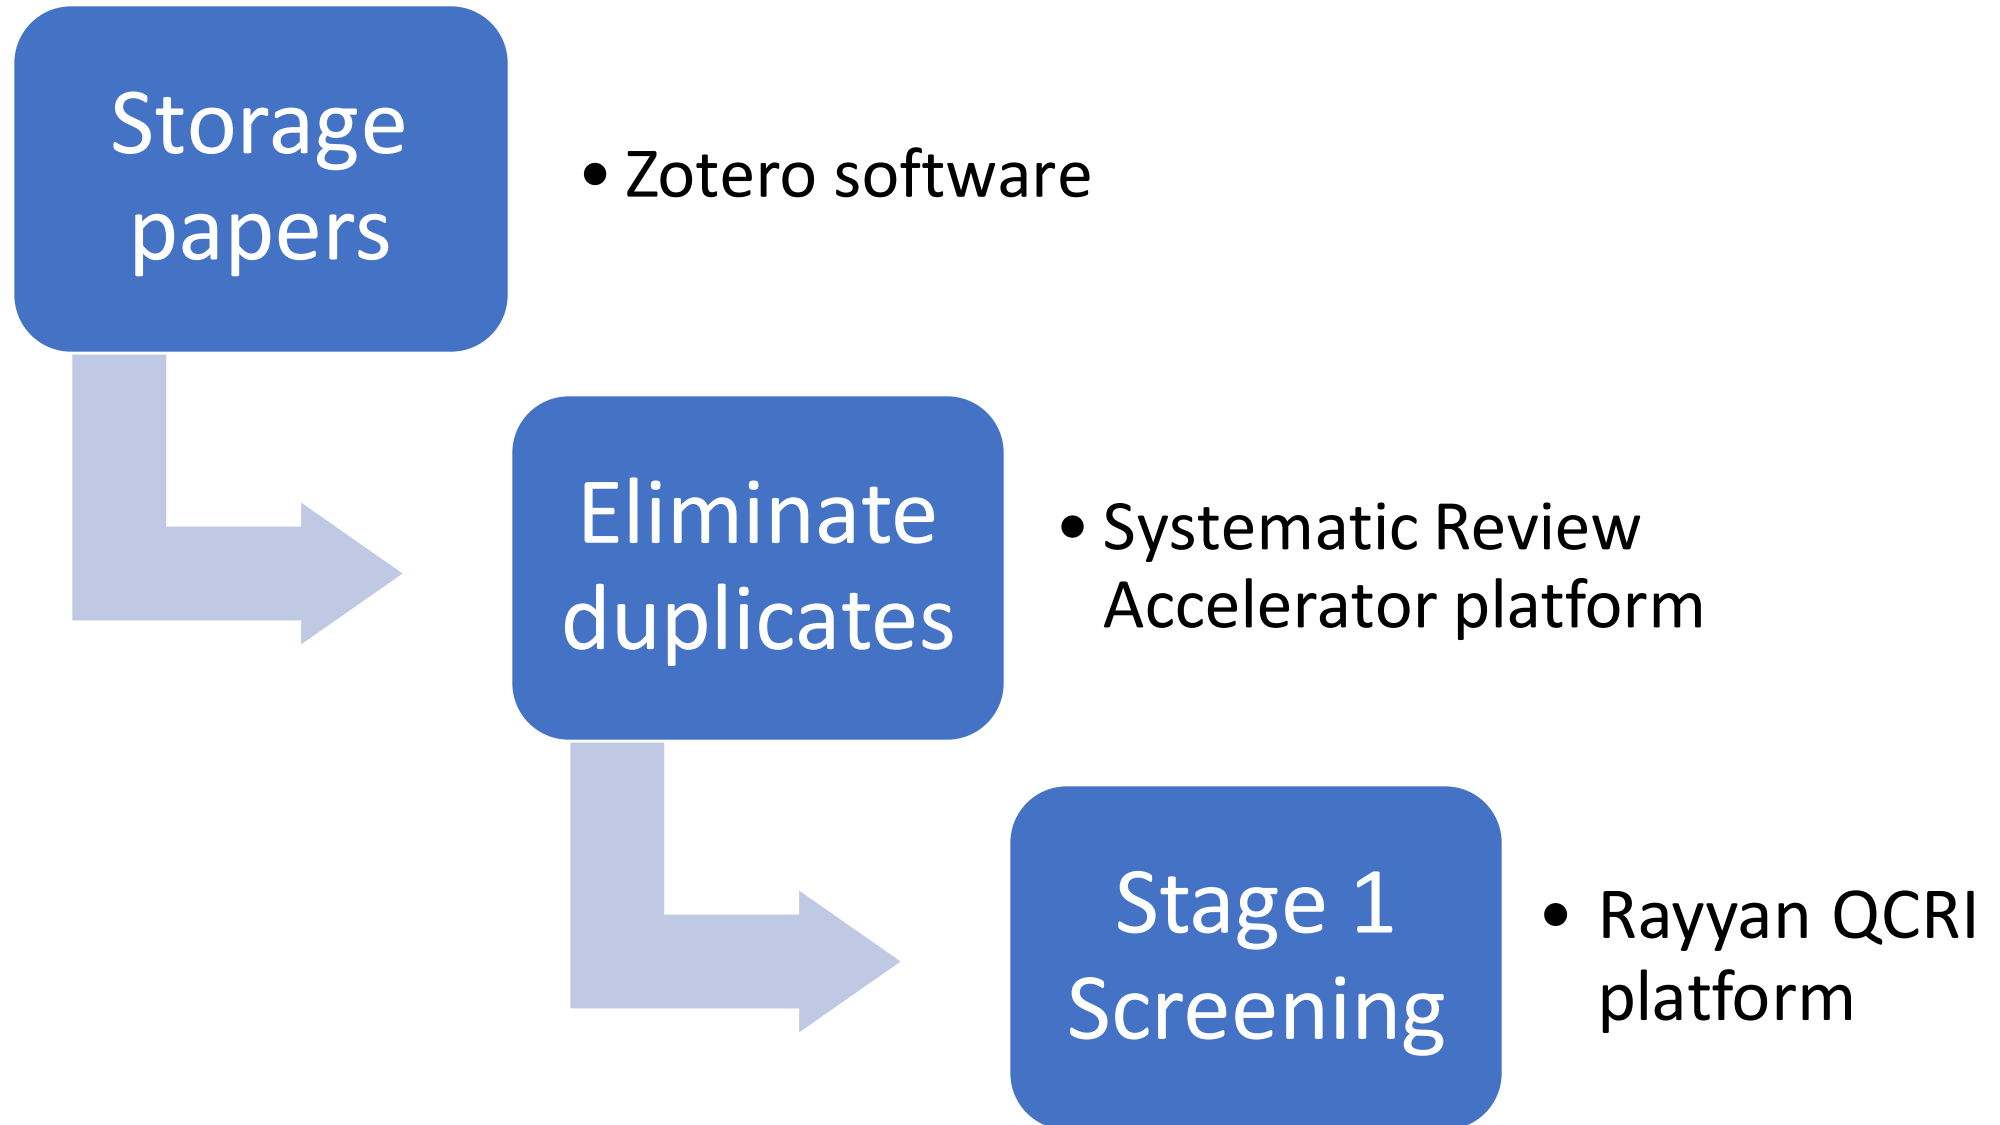 Storage
papers
• Zotero software
Eliminate
duplicates
• Systematic Review
Accelerator platform
Stage 1
Screening
• Rayyan QCRI
platform